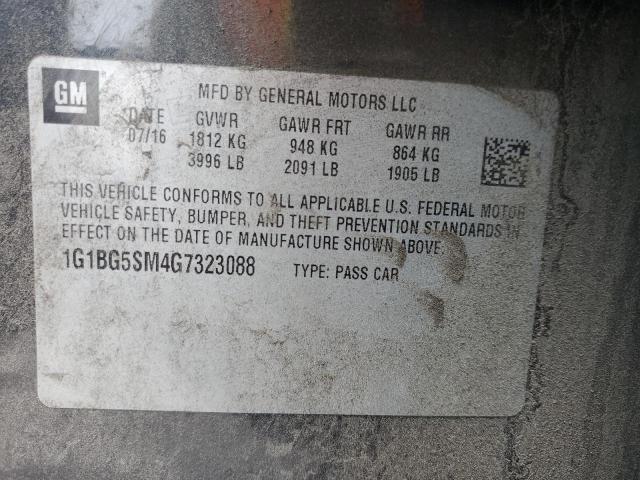 GM
MFD BY GENERAL MOTORS LLC
DATE GVWR GAWR FRT GAWR RR
07/16 1812 KG 948 KG 864 KG
3996 LB 2091 LB 1905 LB
THIS VEHICLE CONFORMS TO ALL APPLICABLE U.S. FEDERAL MOTOR
VEHICLE SAFETY, BUMPER, AND THEFT PREVENTION STANDARDS IN
EFFECT ON THE DATE OF MANUFACTURE SHOWN ABOVE.
1G1BG5SM4G7323088 TYPE: PASS CAR